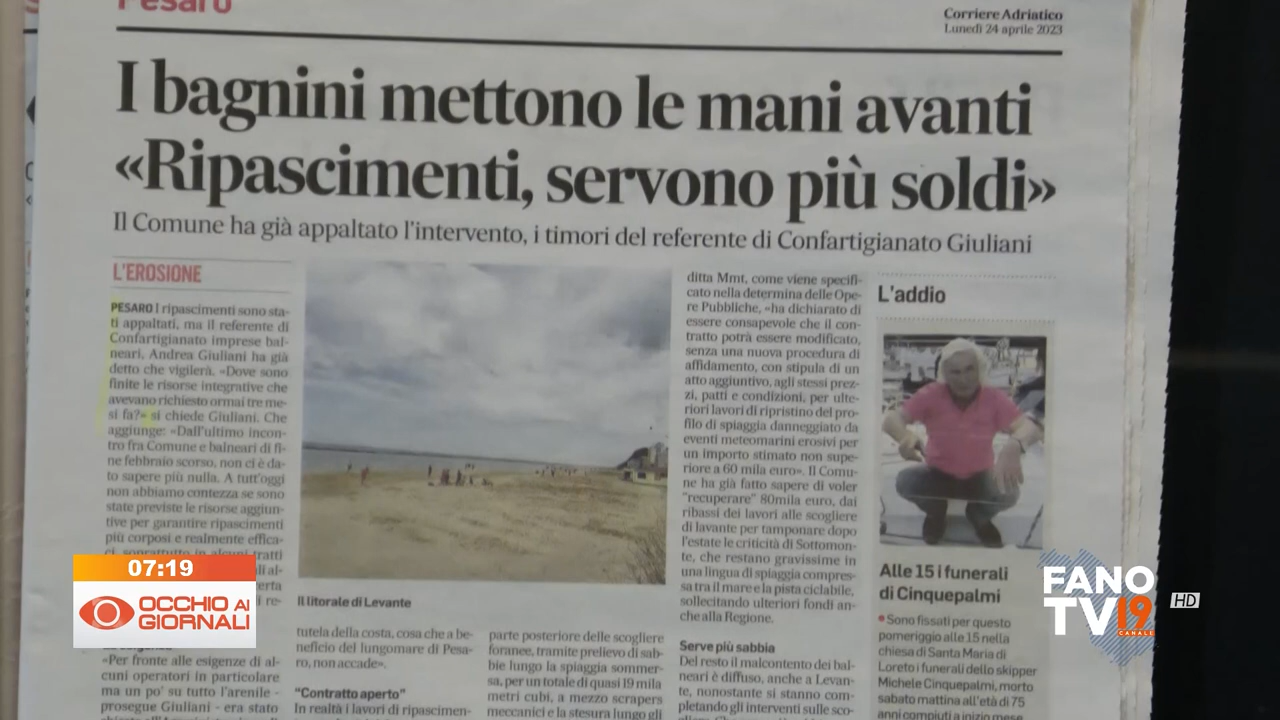 Pesaro
Corriere Adriatico
Lunedì 24 aprile 2023
I bagnini mettono le mani avanti
«Ripascimenti, servono più soldi»
Il Comune ha già appaltato l'intervento, i timori del referente di Confartigianato Giuliani
L'EROSIONE
PESARO I ripascimenti sono sta-
ti appaltati, ma il referente di
Confartigianato imprese bal-
neari, Andrea Giuliani ha già
detto che vigilerà. «Dove sono
finite le risorse integrative che
avevano richiesto ormai tre me-
si fa?» si chiede Giuliani. Che
aggiunge: «Dall'ultimo incon-
tro fra Comune e balneari di fi-
ne febbraio scorso, non ci è da-
to sapere più nulla. A tutt'oggi
non abbiamo contezza se sono
state previste le risorse aggiun-
tive per garantire ripascimenti
più corposi e realmente effica-
ci, soprattutto in alcuni tratti
«Per fronte alle esigenze di al-
cuni operatori in particolare
ma un po' su tutto l'arenile -
prosegue Giuliani - era stato
Il litorale di Levante
tutela della costa, cosa che a be-
neficio del lungomare di Pesa-
ro, non accade».
"Contratto aperto"
In realtà i lavori di ripascimen-
parte posteriore delle scogliere
foranee, tramite prelievo di sab-
bie lungo la spiaggia sommer-
sa, per un totale di quasi 19 mila
metri cubi, a mezzo scrapers
meccanici e la stesura lungo gli
ditta Mmt, come viene specifi-
cato nella determina delle Ope-
re Pubbliche, «ha dichiarato di
essere consapevole che il con-
tratto potrà essere modificato,
senza una nuova procedura di
affidamento, con stipula di un
atto aggiuntivo, agli stessi prez-
zi, patti e condizioni, per ulte-
riori lavori di ripristino del pro-
filo di spiaggia danneggiato da
eventi meteomarini erosivi per
un importo stimato non supe-
riore a 60 mila euro». Il Comu-
ne ha già fatto sapere di voler
"recuperare" 80mila euro, dai
ribassi dei lavori alle scogliere
di levante per tamponare dopo
l'estate le criticità di Sottomon-
te, che restano gravissime in
una lingua di spiaggia compres-
sa tra il mare e la pista ciclabile,
sollecitando ulteriori fondi an-
che alla Regione.
Serve più sabbia
Del resto il malcontento dei bal-
neari è diffuso, anche a Levan-
te, nonostante si stanno com-
pletando gli interventi sulle sco-
L'addio
Alle 15 i funerali
di Cinquepalmi
Sono fissati per questo
pomeriggio alle 15 nella
chiesa di Santa Maria di
Loreto i funerali dello skipper
Michele Cinquepalmi, morto
sabato mattina all'età di 75
anni compiuti a inizio mese
07:19
OCCHIO AI
GIORNALI
FANO
TV 19
CANALE
HD